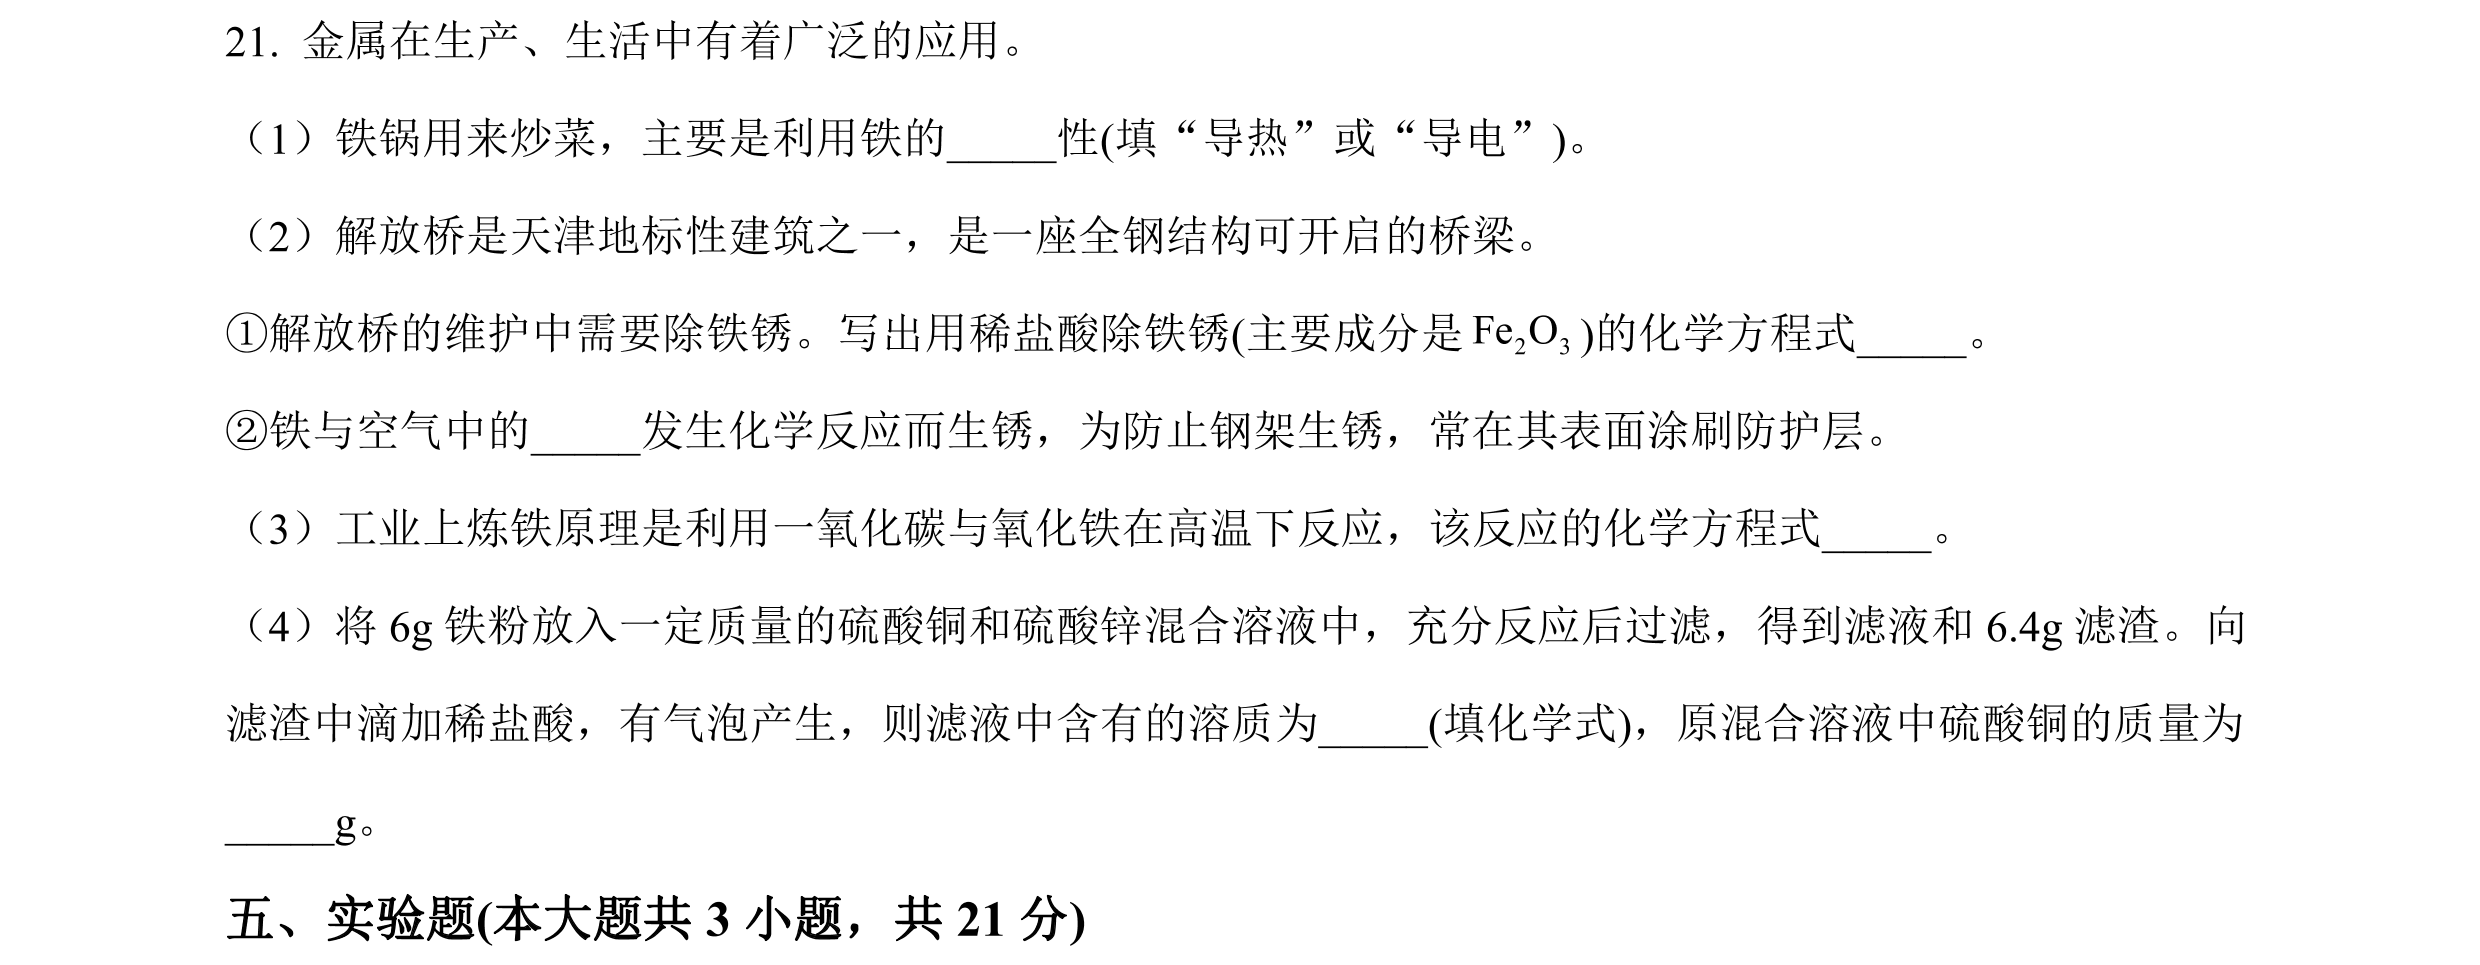 21. 金属在生产、生活中有着广泛的应用。
（1）铁锅用来炒菜，主要是利用铁的_____性(填“导热”或“导电”)。
（2）解放桥是天津地标性建筑之一，是一座全钢结构可开启的桥梁。
①解放桥的维护中需要除铁锈。写出用稀盐酸除铁锈(主要成分是Fe₂O₃)的化学方程式_____。
②铁与空气中的_____发生化学反应而生锈，为防止钢架生锈，常在其表面涂刷防护层。
（3）工业上炼铁原理是利用一氧化碳与氧化铁在高温下反应，该反应的化学方程式_____。
（4）将 6g 铁粉放入一定质量的硫酸铜和硫酸锌混合溶液中，充分反应后过滤，得到滤液和 6.4g 滤渣。向
滤渣中滴加稀盐酸，有气泡产生，则滤液中含有的溶质为_____(填化学式)，原混合溶液中硫酸铜的质量为
_____g。
五、实验题(本大题共 3 小题，共 21 分)